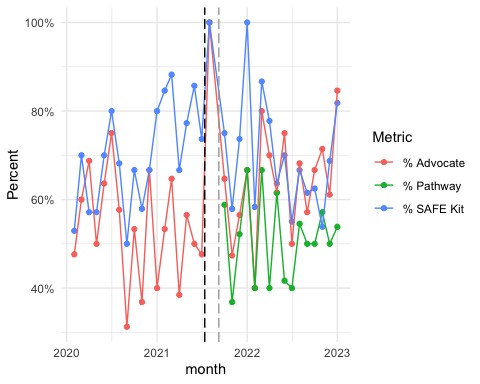 100%
80%
60%
40%
Percent
2020
2021
2022
2023
month
Metric
% Advocate
% Pathway
% SAFE Kit